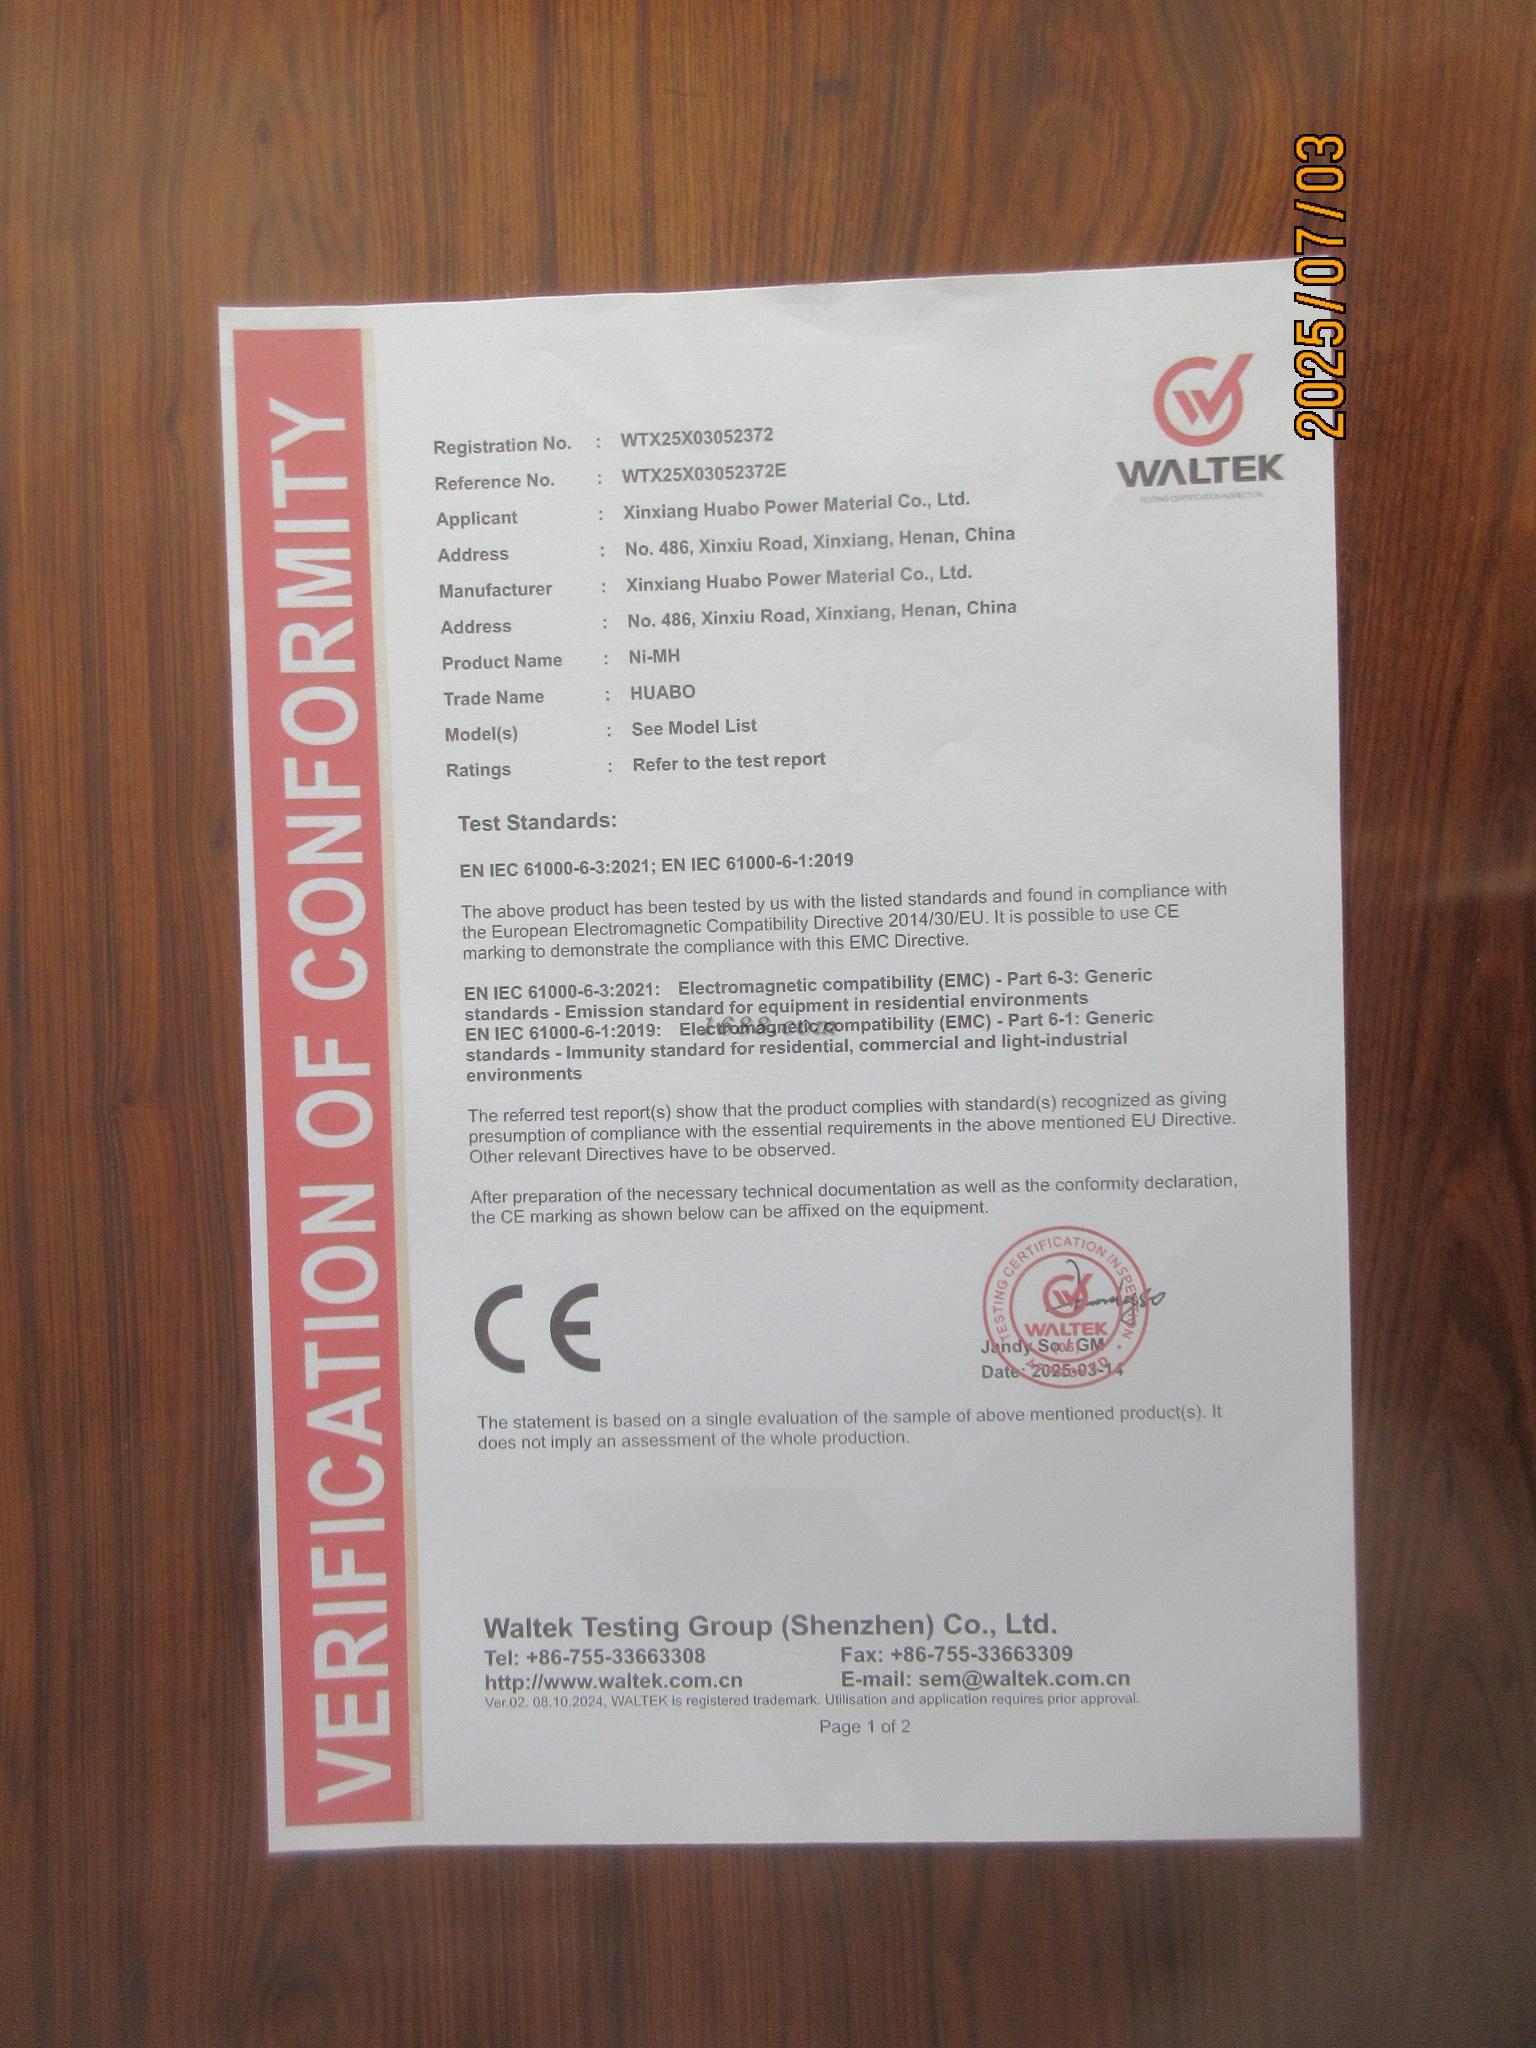 2025/07/03
VERIFICATION OF CONFORMITY
WALTEK
TESTING CERTIFICATION INSPECTION
Registration No. : WTX25X03052372
Reference No. : WTX25X03052372E
Applicant : Xinxiang Huabo Power Material Co., Ltd.
Address : No. 486, Xinxiu Road, Xinxiang, Henan, China
Manufacturer : Xinxiang Huabo Power Material Co., Ltd.
Address : No. 486, Xinxiu Road, Xinxiang, Henan, China
Product Name : Ni-MH
Trade Name : HUABO
Model(s) : See Model List
Ratings : Refer to the test report
Test Standards:
EN IEC 61000-6-3:2021; EN IEC 61000-6-1:2019
The above product has been tested by us with the listed standards and found in compliance with
the European Electromagnetic Compatibility Directive 2014/30/EU. It is possible to use CE
marking to demonstrate the compliance with this EMC Directive.
EN IEC 61000-6-3:2021: Electromagnetic compatibility (EMC) - Part 6-3: Generic
standards - Emission standard for equipment in residential environments
EN IEC 61000-6-1:2019: Electromagnetic compatibility (EMC) - Part 6-1: Generic
standards - Immunity standard for residential, commercial and light-industrial
environments
1688.com
The referred test report(s) show that the product complies with standard(s) recognized as giving
presumption of compliance with the essential requirements in the above mentioned EU Directive.
Other relevant Directives have to be observed.
After preparation of the necessary technical documentation as well as the conformity declaration,
the CE marking as shown below can be affixed on the equipment.
CE
TESTING CERTIFICATION INSPECTION
WALTEK
APPROVED
Jandy So / GM
Date: 2025-03-14
The statement is based on a single evaluation of the sample of above mentioned product(s). It
does not imply an assessment of the whole production.
Waltek Testing Group (Shenzhen) Co., Ltd.
Tel: +86-755-33663308 Fax: +86-755-33663309
http://www.waltek.com.cn E-mail: sem@waltek.com.cn
Ver.02. 08.10.2024, WALTEK is registered trademark. Utilisation and application requires prior approval.
Page 1 of 2